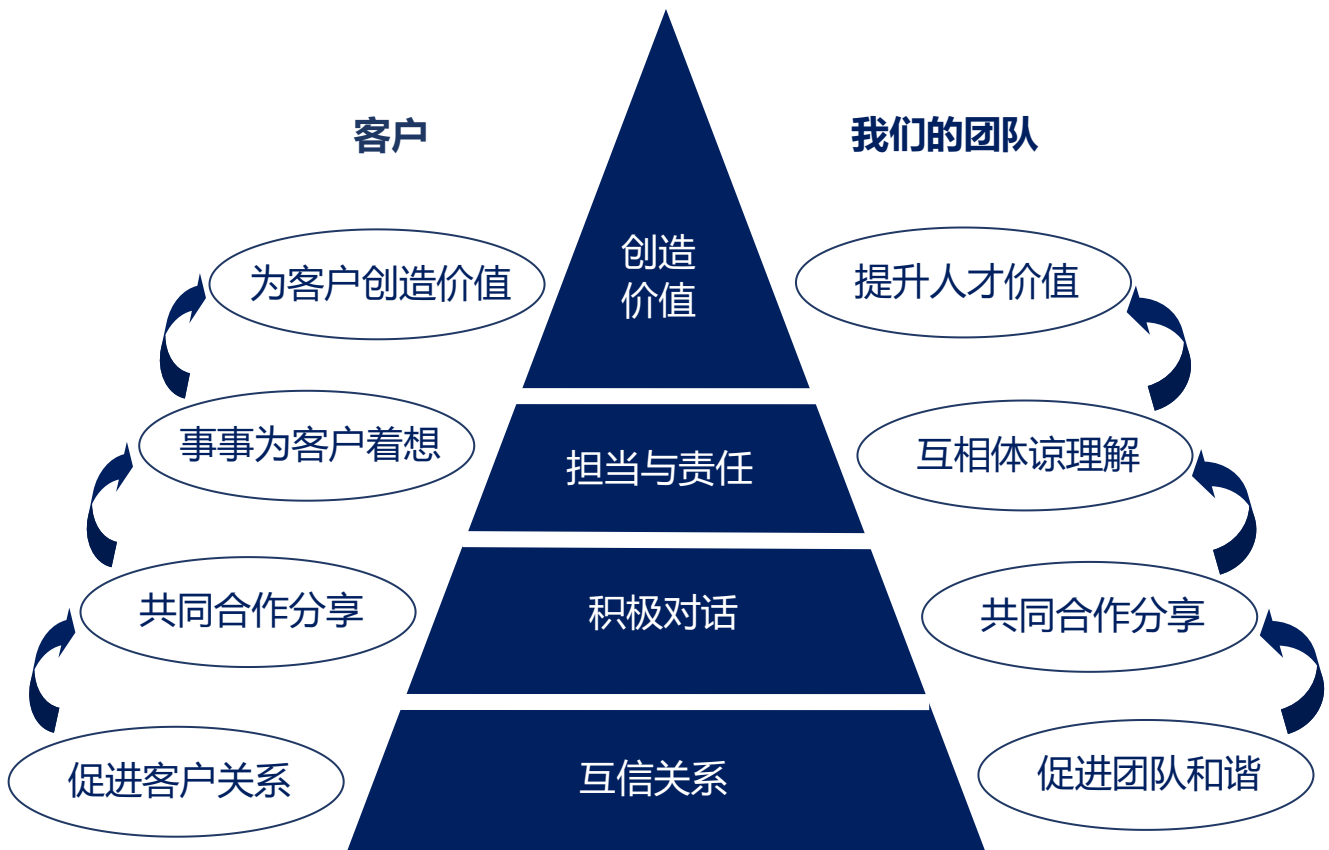 客户
我们的团队
创造
价值
为客户创造价值
提升人才价值
事事为客户着想
担当与责任
互相体谅理解
共同合作分享
积极对话
共同合作分享
促进客户关系
互信关系
促进团队和谐